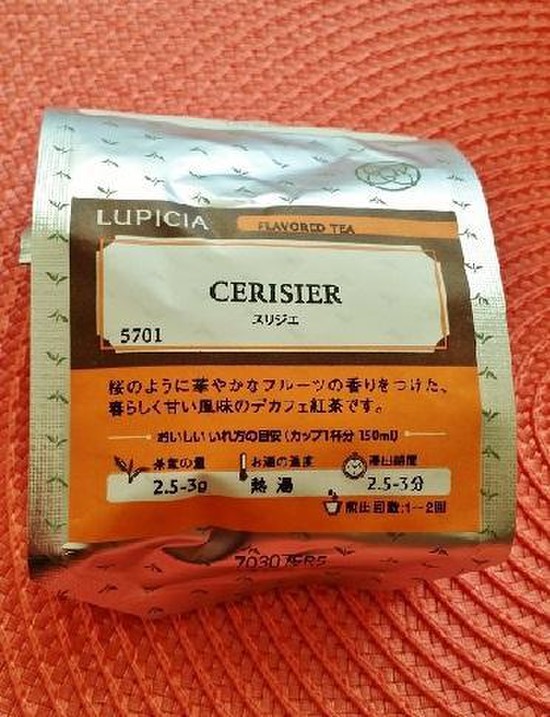 LUPICIA
FLAVORED TEA
CERISIER
スリジエ
5701
桜のように華やかなフルーツの香りをつけた、
春らしく甘い風味のデカフェ紅茶です。
おいしい いれ方の目安 (カップ1杯分 150ml)
茶葉の量 お湯の温度 蒸らし時間
2.5-3g 熱湯 2.5-3分
煎出回数:1-2回